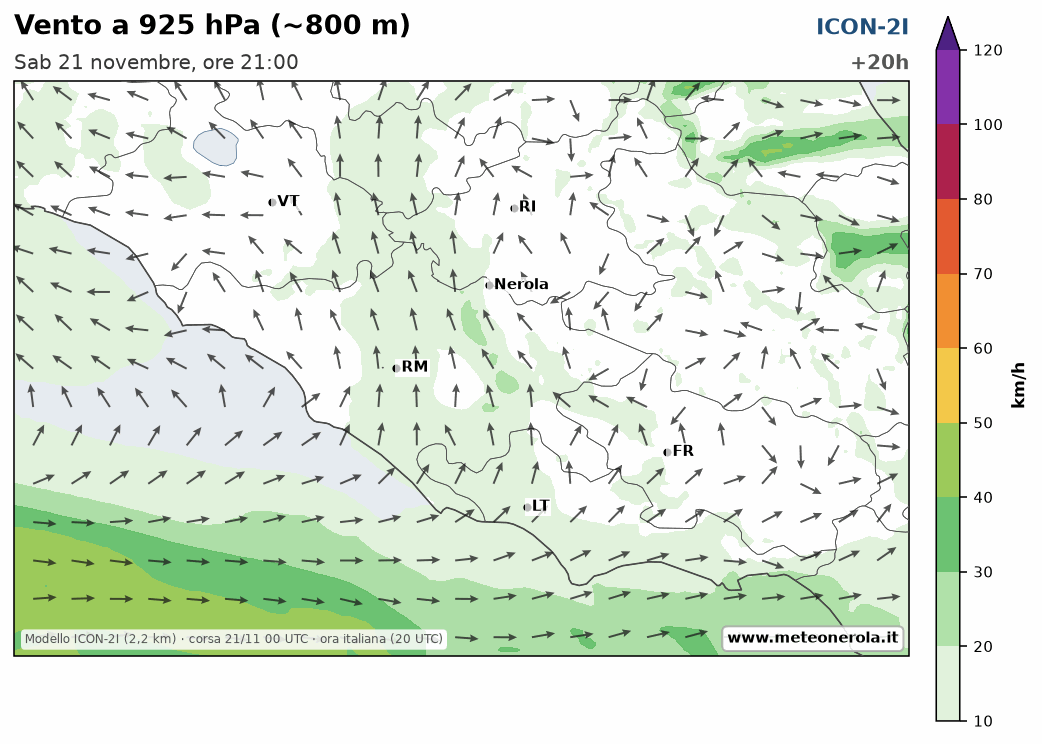 Vento a 925 hPa (~800 m)
ICON-2I
Sab 21 novembre, ore 21:00
+20h
120
100
80
70
60
50
40
30
20
10
km/h
VT
RI
Nerola
RM
FR
LT
Modello ICON-2I (2,2 km) · corsa 21/11 00 UTC · ora italiana (20 UTC)
www.meteonerola.it